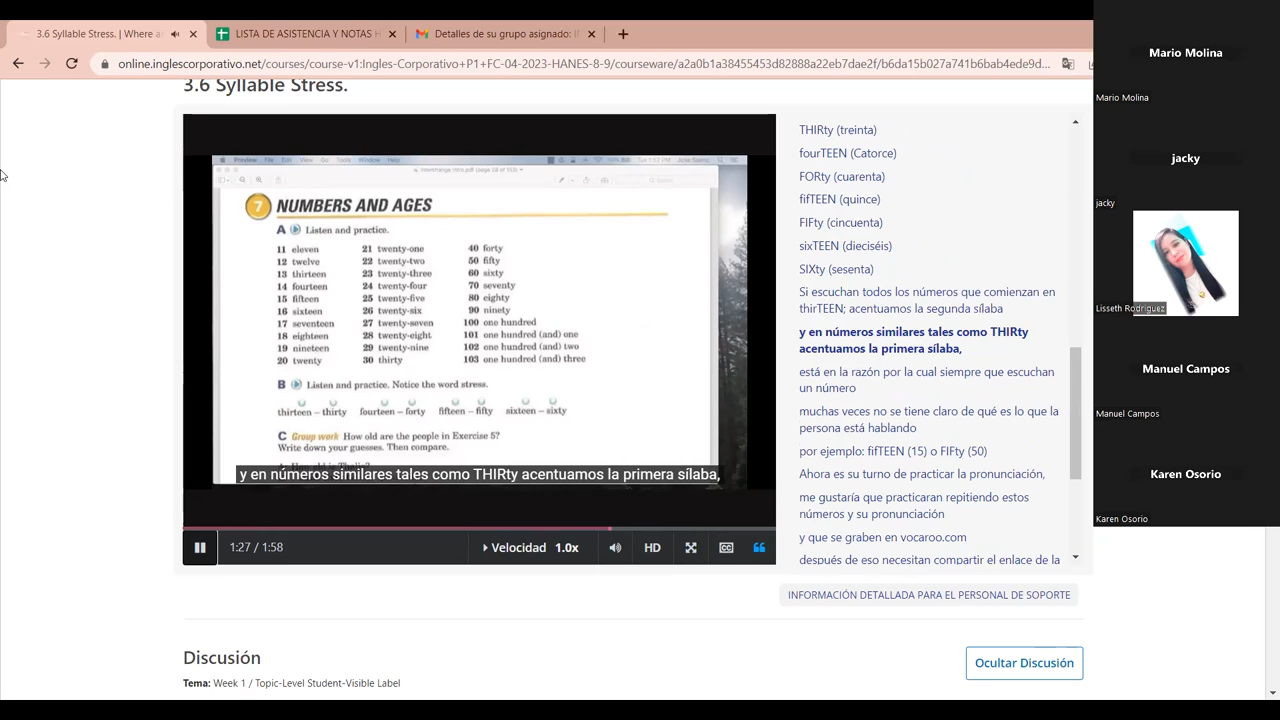 3.6 Syllable Stress. | Where a
LISTA DE ASISTENCIA Y NOTAS H
Detalles de su grupo asignado: I
online.inglescorporativo.net/courses/course-v1:Ingles-Corporativo+P1+FC-04-2023-HANES-8-9/courseware/a2a0b1a38455453d82888a22eb7dae2f/b6da15b027a741b6bab4ede9d...
3.6 Syllable Stress.
Preview File Edit View Go Tools Window Help
7 NUMBERS AND AGES
A Listen and practice.
11 eleven 21 twenty-one 40 forty
12 twelve 22 twenty-two 50 fifty
13 thirteen 23 twenty-three 60 sixty
14 fourteen 24 twenty-four 70 seventy
15 fifteen 25 twenty-five 80 eighty
16 sixteen 26 twenty-six 90 ninety
17 seventeen 27 twenty-seven 100 one hundred
18 eighteen 28 twenty-eight 101 one hundred (and) one
19 nineteen 29 twenty-nine 102 one hundred (and) two
20 twenty 30 thirty 103 one hundred (and) three
B Listen and practice. Notice the word stress.
thirteen – thirty fourteen – forty fifteen – fifty sixteen – sixty
C Group work How old are the people in Exercise 5?
Write down your guesses. Then compare.
y en números similares tales como THIRty acentuamos la primera sílaba,
1:27 / 1:58
Velocidad 1.0x
HD
THIRty (treinta)
fourTEEN (Catorce)
FORty (cuarenta)
fifTEEN (quince)
FIFty (cincuenta)
sixTEEN (dieciséis)
SIXty (sesenta)
Si escuchan todos los números que comienzan en
thirTEEN; acentuamos la segunda sílaba
y en números similares tales como THIRty
acentuamos la primera sílaba,
está en la razón por la cual siempre que escuchan
un número
muchas veces no se tiene claro de qué es lo que la
persona está hablando
por ejemplo: fifTEEN (15) o FIFty (50)
Ahora es su turno de practicar la pronunciación,
me gustaría que practicaran repitiendo estos
números y su pronunciación
y que se graben en vocaroo.com
después de eso necesitan compartir el enlace de la
INFORMACIÓN DETALLADA PARA EL PERSONAL DE SOPORTE
Discusión
Tema: Week 1 / Topic-Level Student-Visible Label
Ocultar Discusión
Mario Molina
Mario Molina
jacky
jacky
Lisseth Rodriguez
Manuel Campos
Manuel Campos
Karen Osorio
Karen Osorio